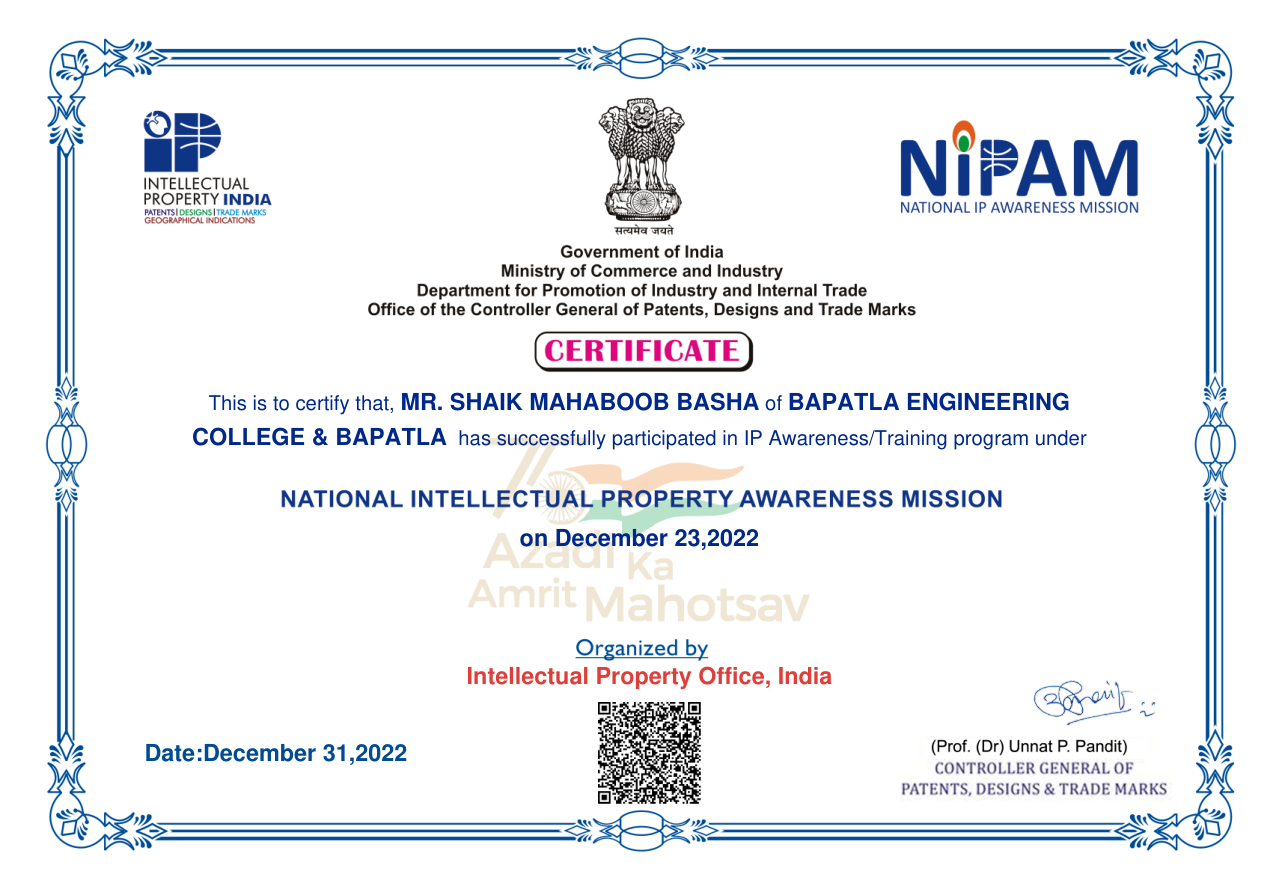 INTELLECTUAL
PROPERTY INDIA
PATENTS | DESIGNS | TRADE MARKS
GEOGRAPHICAL INDICATIONS
सत्यमेव जयते
NiPAM
NATIONAL IP AWARENESS MISSION
Government of India
Ministry of Commerce and Industry
Department for Promotion of Industry and Internal Trade
Office of the Controller General of Patents, Designs and Trade Marks
CERTIFICATE
This is to certify that, MR. SHAIK MAHABOOB BASHA of BAPATLA ENGINEERING
COLLEGE & BAPATLA has successfully participated in IP Awareness/Training program under
NATIONAL INTELLECTUAL PROPERTY AWARENESS MISSION
on December 23,2022
Azadi Ka
Amrit Mahotsav
Organized by
Intellectual Property Office, India
Date:December 31,2022
(Prof. (Dr) Unnat P. Pandit)
CONTROLLER GENERAL OF
PATENTS, DESIGNS & TRADE MARKS